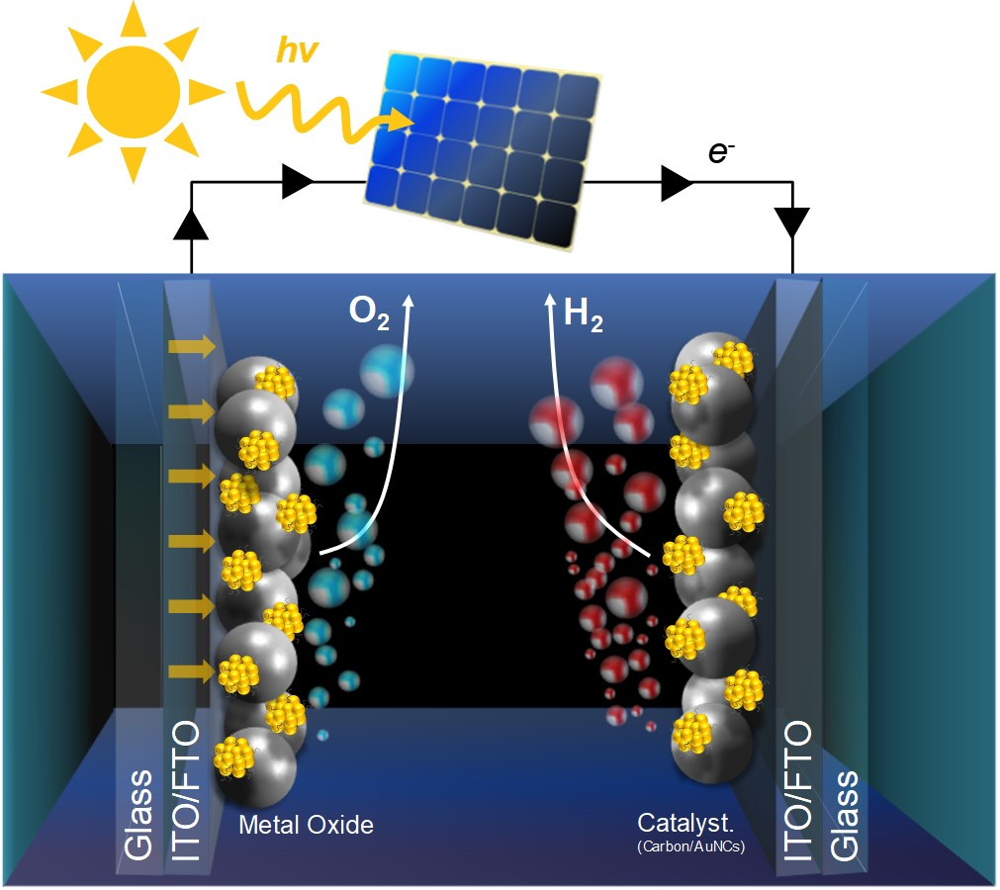 hv
e-
O2
H2
Glass
ITO/FTO
Metal Oxide
Catalyst.
(Carbon/AuNCs)
ITO/FTO
Glass